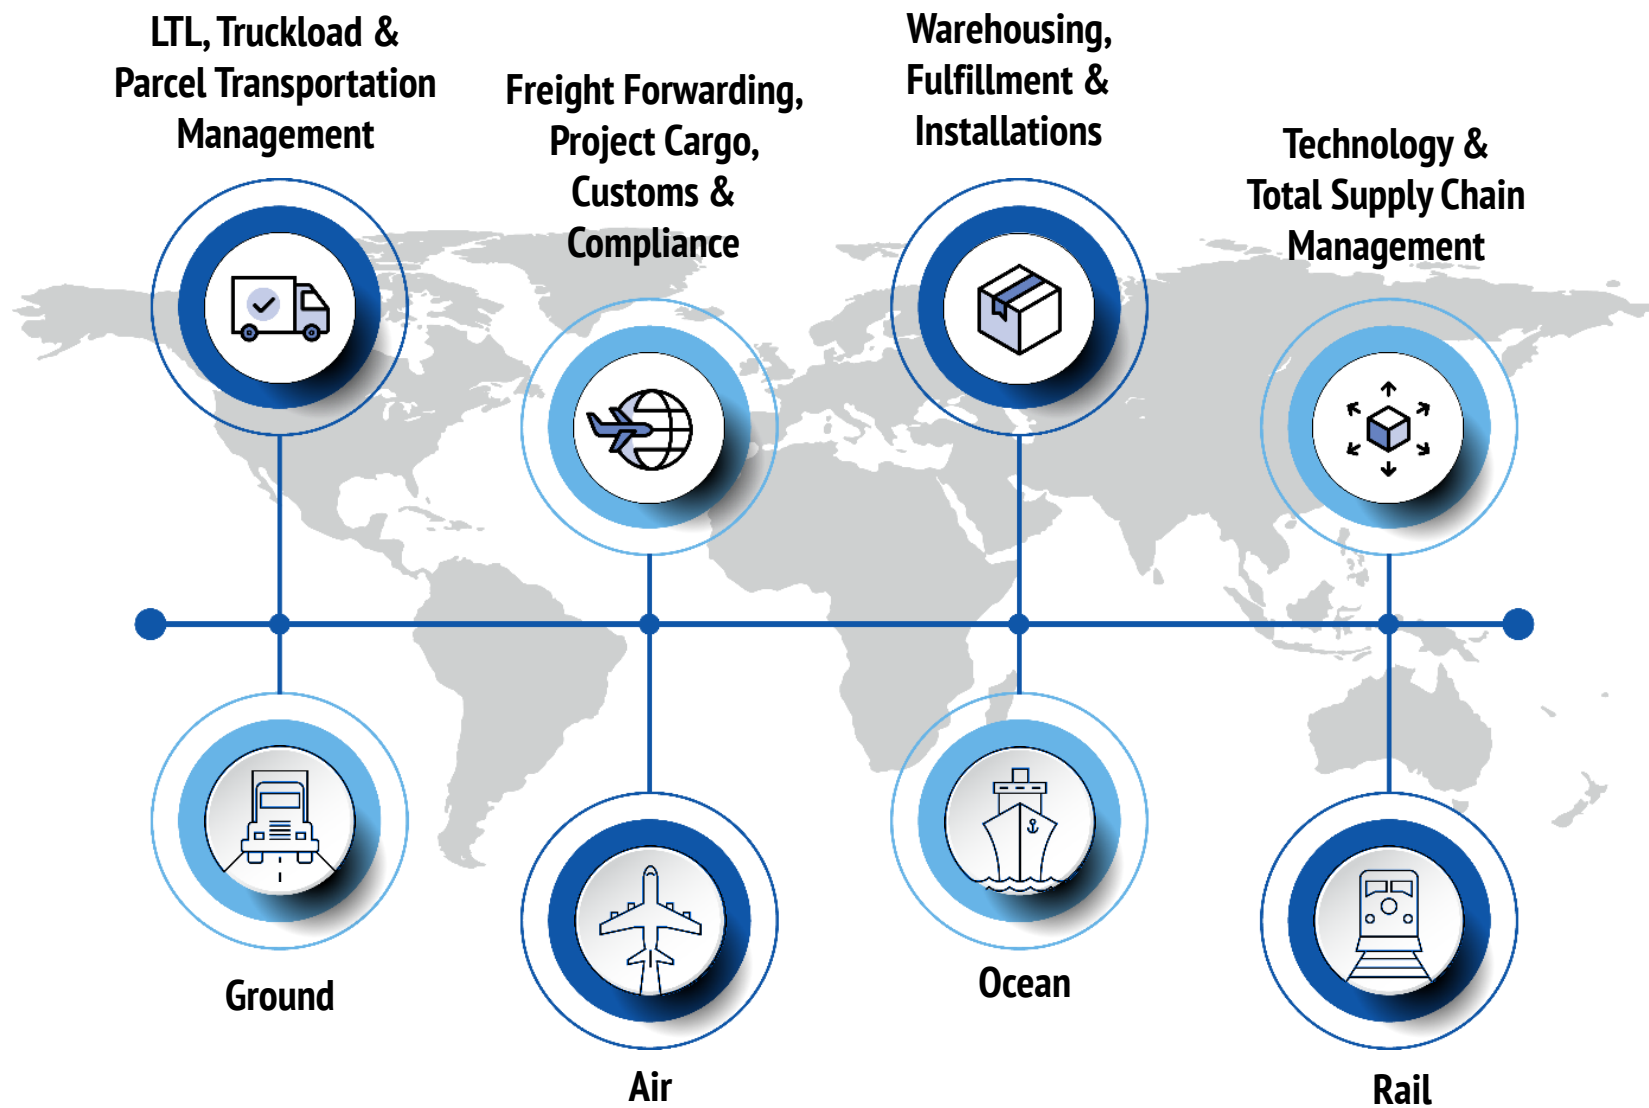 LTL, Truckload &
Parcel Transportation
Management
Freight Forwarding,
Project Cargo,
Customs &
Compliance
Warehousing,
Fulfillment &
Installations
Technology &
Total Supply Chain
Management
Ground
Air
Ocean
Rail